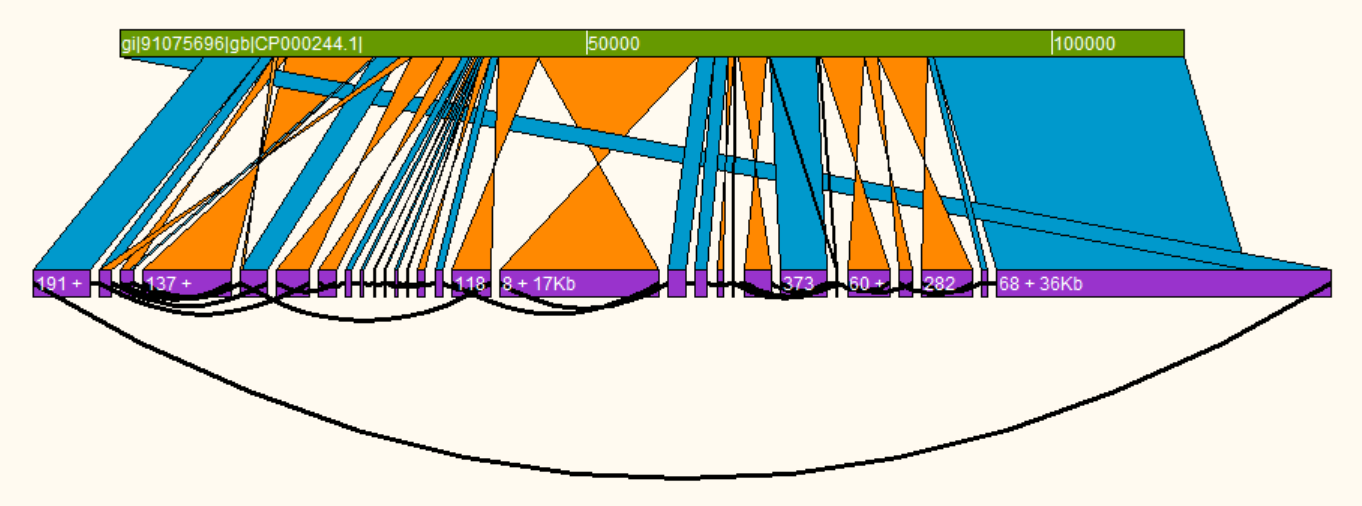 gi|91075696|gb|CP000244.1| 50000 100000
191 + 137 + 118 8 + 17Kb 373 60 + 282 68 + 36Kb